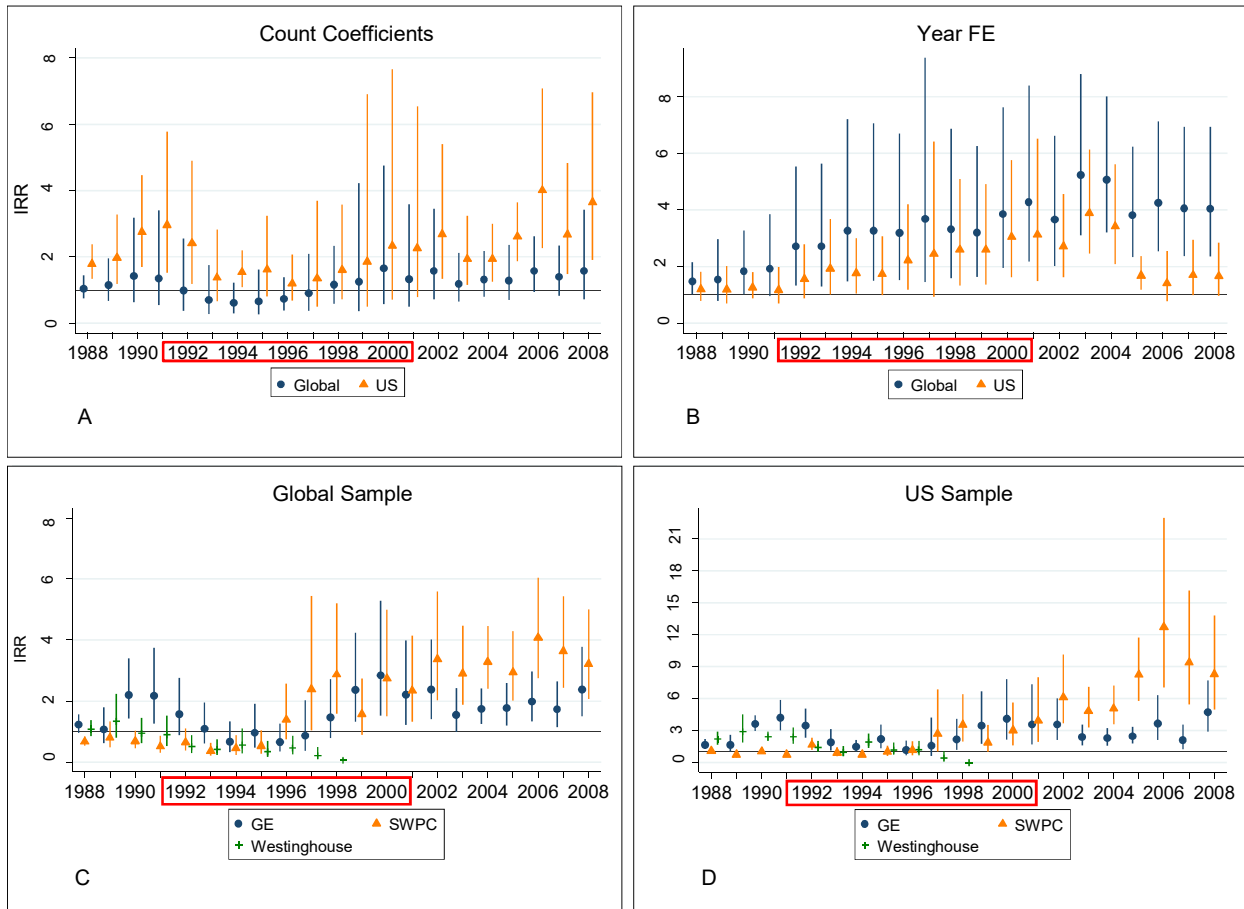 Count Coefficients
IRR
8
6
4
2
0
1988 1990 1992 1994 1996 1998 2000 2002 2004 2006 2008
Global US
A
Year FE
8
6
4
2
0
1988 1990 1992 1994 1996 1998 2000 2002 2004 2006 2008
Global US
B
Global Sample
IRR
8
6
4
2
0
1988 1990 1992 1994 1996 1998 2000 2002 2004 2006 2008
GE SWPC
Westinghouse
C
US Sample
21
18
15
12
9
6
3
0
1988 1990 1992 1994 1996 1998 2000 2002 2004 2006 2008
GE SWPC
Westinghouse
D